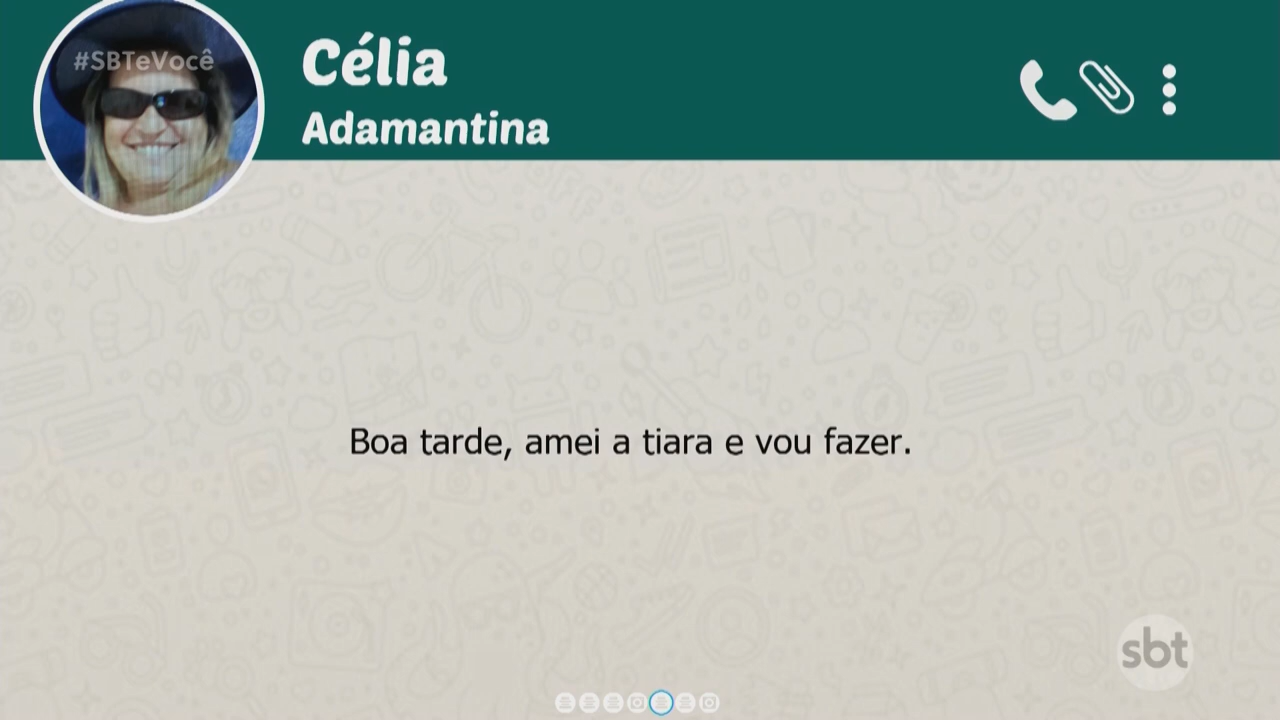 #SBTeVocê
Célia
Adamantina
Boa tarde, amei a tiara e vou fazer.
sbt